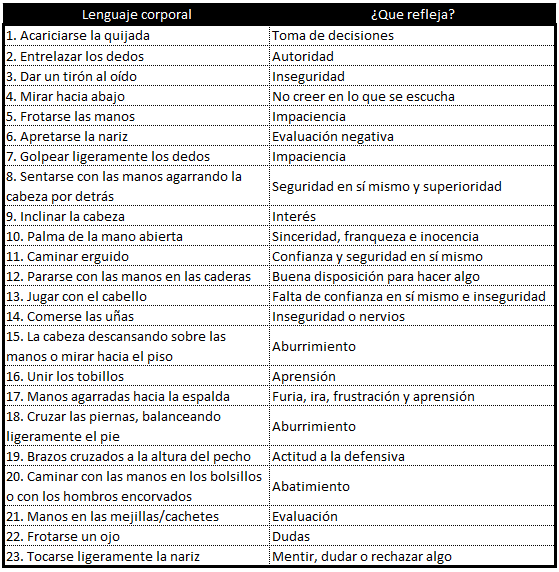 Lenguaje corporal ¿Que refleja?
1. Acariciarse la quijada Toma de decisiones
2. Entrelazar los dedos Autoridad
3. Dar un tirón al oído Inseguridad
4. Mirar hacia abajo No creer en lo que se escucha
5. Frotarse las manos Impaciencia
6. Apretarse la nariz Evaluación negativa
7. Golpear ligeramente los dedos Impaciencia
8. Sentarse con las manos agarrando la
cabeza por detrás Seguridad en sí mismo y superioridad
9. Inclinar la cabeza Interés
10. Palma de la mano abierta Sinceridad, franqueza e inocencia
11. Caminar erguido Confianza y seguridad en sí mismo
12. Pararse con las manos en las caderas Buena disposición para hacer algo
13. Jugar con el cabello Falta de confianza en sí mismo e inseguridad
14. Comerse las uñas Inseguridad o nervios
15. La cabeza descansando sobre las
manos o mirar hacia el piso Aburrimiento
16. Unir los tobillos Aprensión
17. Manos agarradas hacia la espalda Furia, ira, frustración y aprensión
18. Cruzar las piernas, balanceando
ligeramente el pie Aburrimiento
19. Brazos cruzados a la altura del pecho Actitud a la defensiva
20. Caminar con las manos en los bolsillos
o con los hombros encorvados Abatimiento
21. Manos en las mejillas/cachetes Evaluación
22. Frotarse un ojo Dudas
23. Tocarse ligeramente la nariz Mentir, dudar o rechazar algo